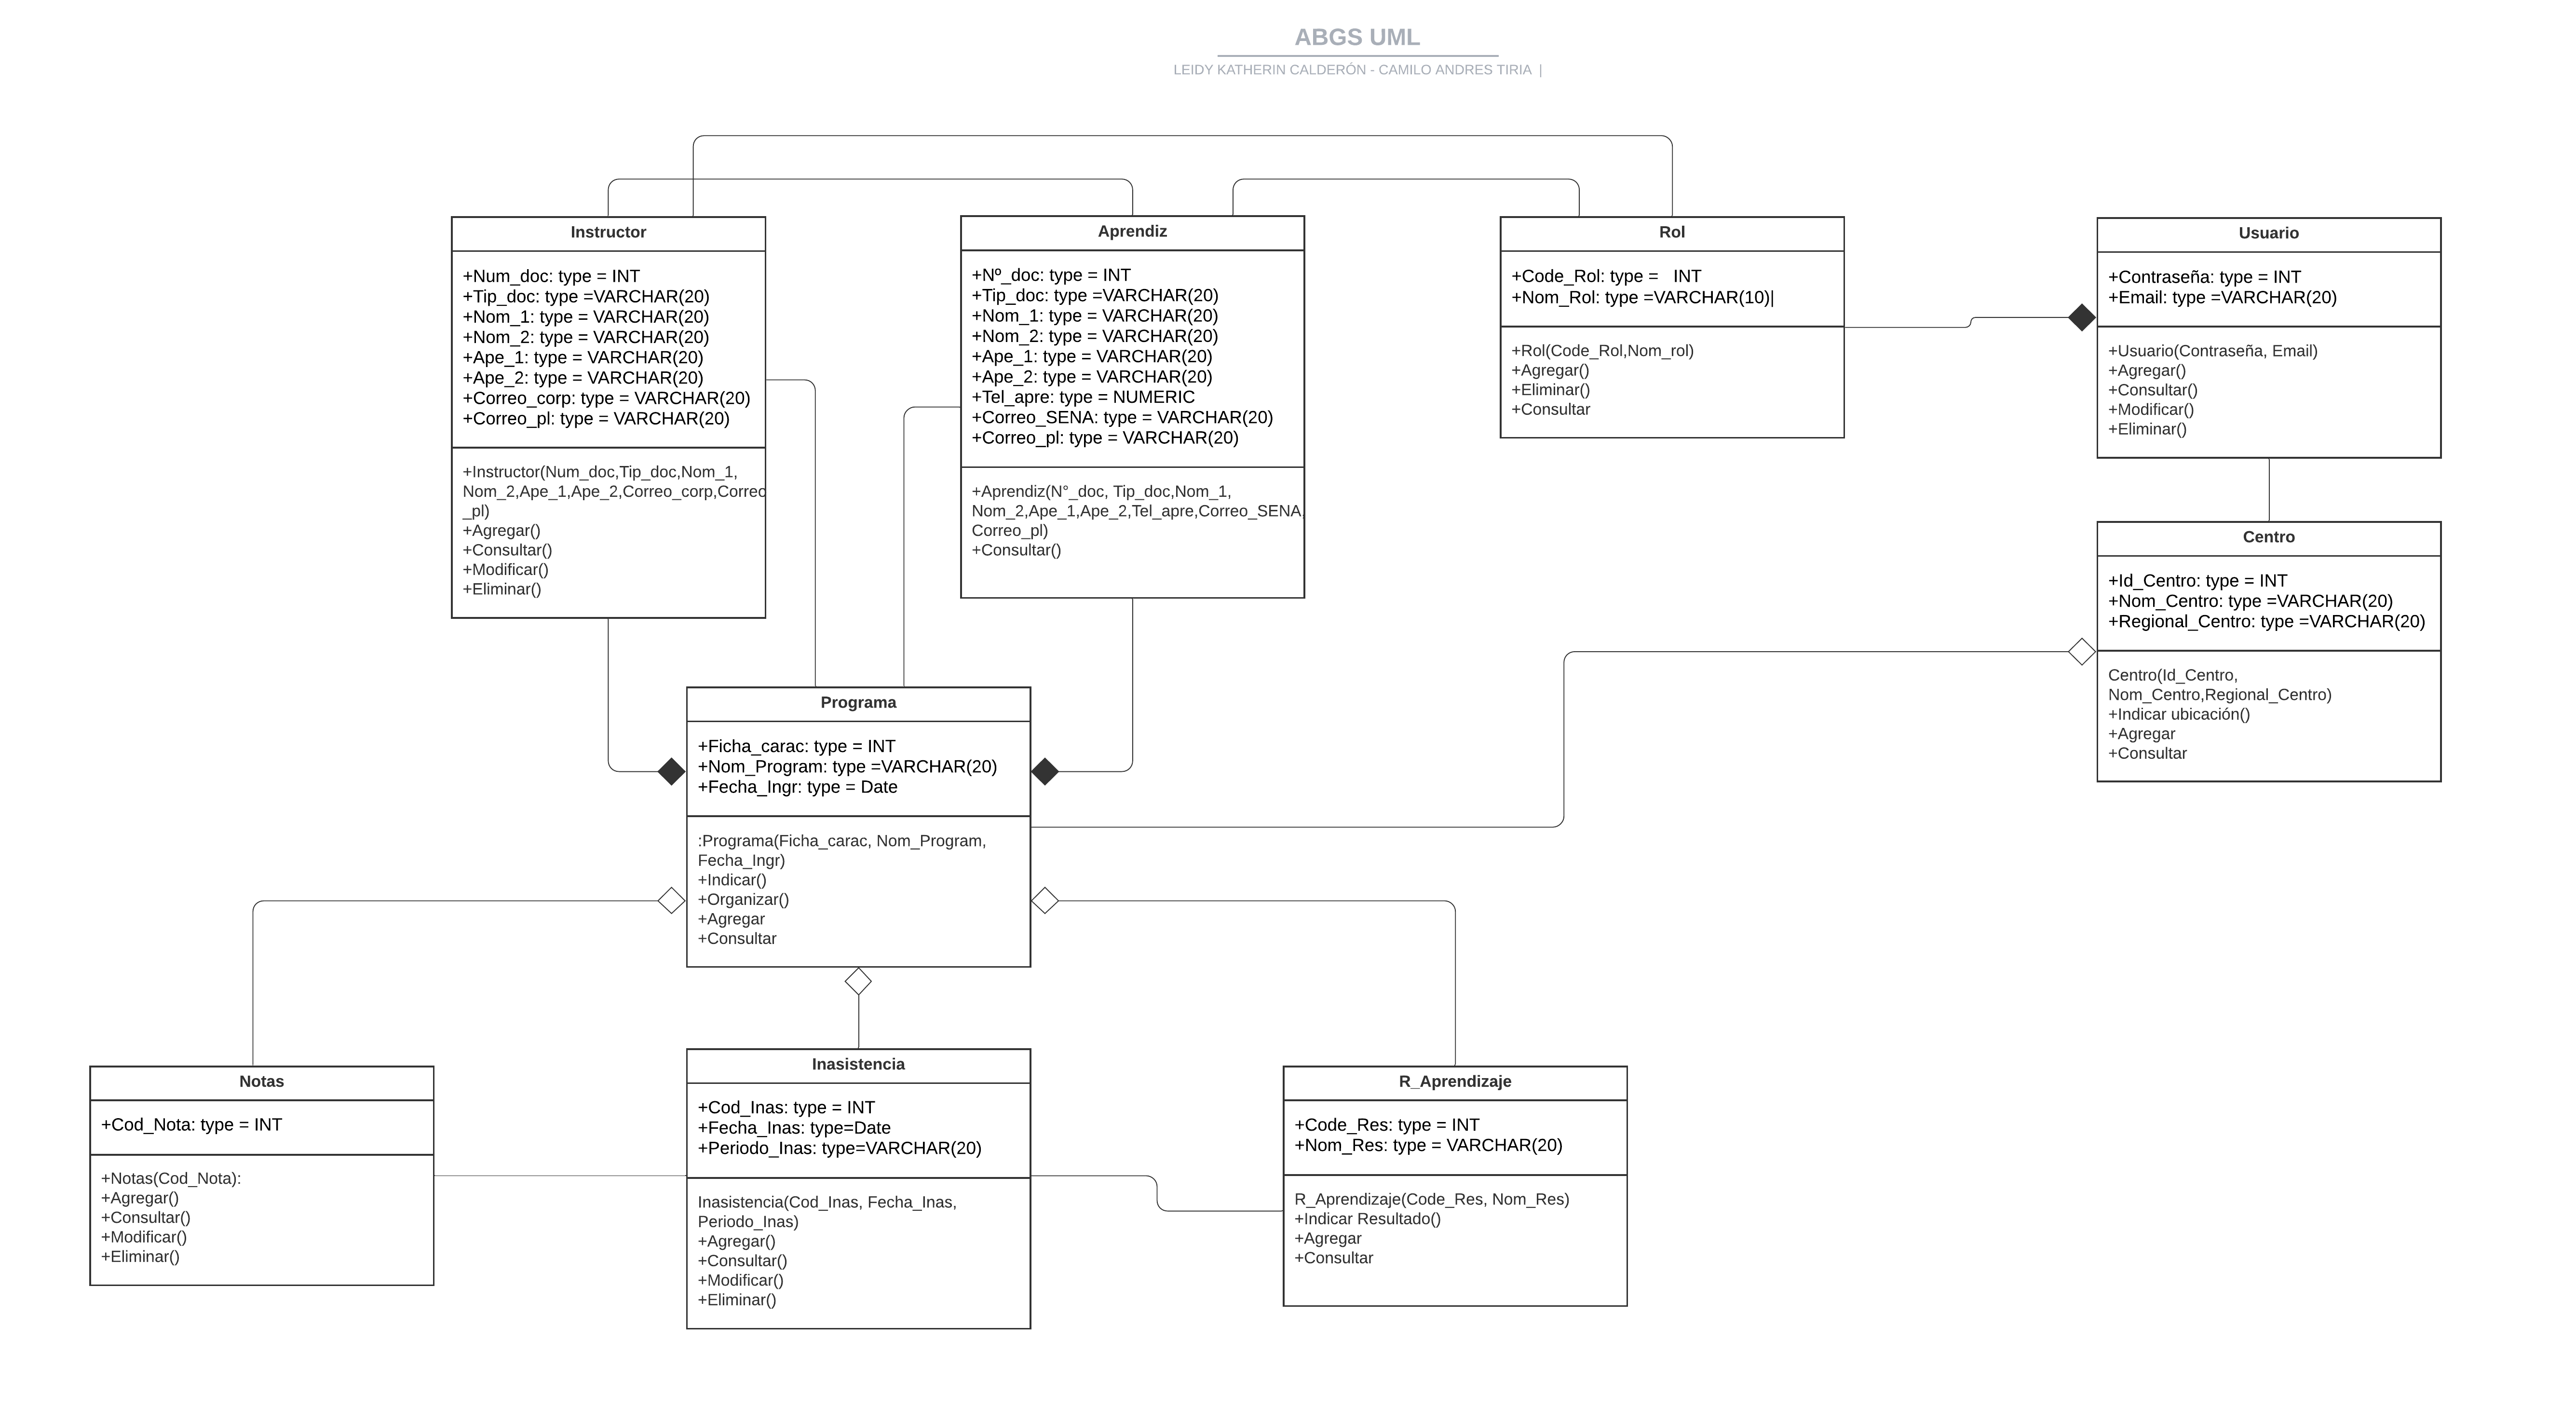 ABGS UML
LEIDY KATHERIN CALDERÓN - CAMILO ANDRES TIRIA |
Instructor
+Num_doc: type = INT
+Tip_doc: type =VARCHAR(20)
+Nom_1: type = VARCHAR(20)
+Nom_2: type = VARCHAR(20)
+Ape_1: type = VARCHAR(20)
+Ape_2: type = VARCHAR(20)
+Correo_corp: type = VARCHAR(20)
+Correo_pl: type = VARCHAR(20)
+Instructor(Num_doc,Tip_doc,Nom_1,
Nom_2,Ape_1,Ape_2,Correo_corp,Correo
_pl)
+Agregar()
+Consultar()
+Modificar()
+Eliminar()
Aprendiz
+Nº_doc: type = INT
+Tip_doc: type =VARCHAR(20)
+Nom_1: type = VARCHAR(20)
+Nom_2: type = VARCHAR(20)
+Ape_1: type = VARCHAR(20)
+Ape_2: type = VARCHAR(20)
+Tel_apre: type = NUMERIC
+Correo_SENA: type = VARCHAR(20)
+Correo_pl: type = VARCHAR(20)
+Aprendiz(N°_doc, Tip_doc,Nom_1,
Nom_2,Ape_1,Ape_2,Tel_apre,Correo_SENA,
Correo_pl)
+Consultar()
Rol
+Code_Rol: type =   INT
+Nom_Rol: type =VARCHAR(10)|
+Rol(Code_Rol,Nom_rol)
+Agregar()
+Eliminar()
+Consultar
Usuario
+Contraseña: type = INT
+Email: type =VARCHAR(20)
+Usuario(Contraseña, Email)
+Agregar()
+Consultar()
+Modificar()
+Eliminar()
Centro
+Id_Centro: type = INT
+Nom_Centro: type =VARCHAR(20)
+Regional_Centro: type =VARCHAR(20)
Centro(Id_Centro,
Nom_Centro,Regional_Centro)
+Indicar ubicación()
+Agregar
+Consultar
Programa
+Ficha_carac: type = INT
+Nom_Program: type =VARCHAR(20)
+Fecha_Ingr: type = Date
:Programa(Ficha_carac, Nom_Program,
Fecha_Ingr)
+Indicar()
+Organizar()
+Agregar
+Consultar
Notas
+Cod_Nota: type = INT
+Notas(Cod_Nota):
+Agregar()
+Consultar()
+Modificar()
+Eliminar()
Inasistencia
+Cod_Inas: type = INT
+Fecha_Inas: type=Date
+Periodo_Inas: type=VARCHAR(20)
Inasistencia(Cod_Inas, Fecha_Inas,
Periodo_Inas)
+Agregar()
+Consultar()
+Modificar()
+Eliminar()
R_Aprendizaje
+Code_Res: type = INT
+Nom_Res: type = VARCHAR(20)
R_Aprendizaje(Code_Res, Nom_Res)
+Indicar Resultado()
+Agregar
+Consultar